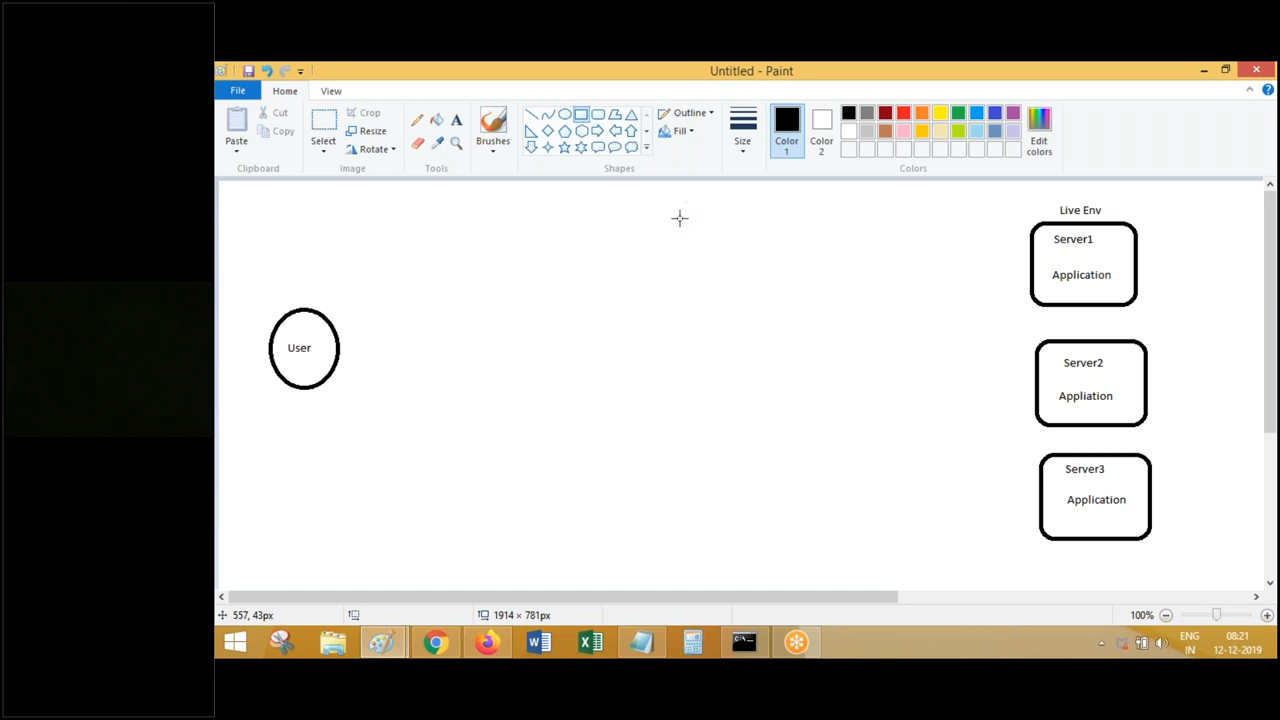 Untitled - Paint
File Home View
Paste
Cut
Copy
Clipboard
Select
Crop
Resize
Rotate
Image
A
Tools
Brushes
Shapes
Outline
Fill
Size
Color 1
Color 2
Edit colors
Colors
Live Env
Server1
Application
User
Server2
Appliation
Server3
Application
557, 43px
1914 × 781px
100%
ENG
IN
08:21
12-12-2019